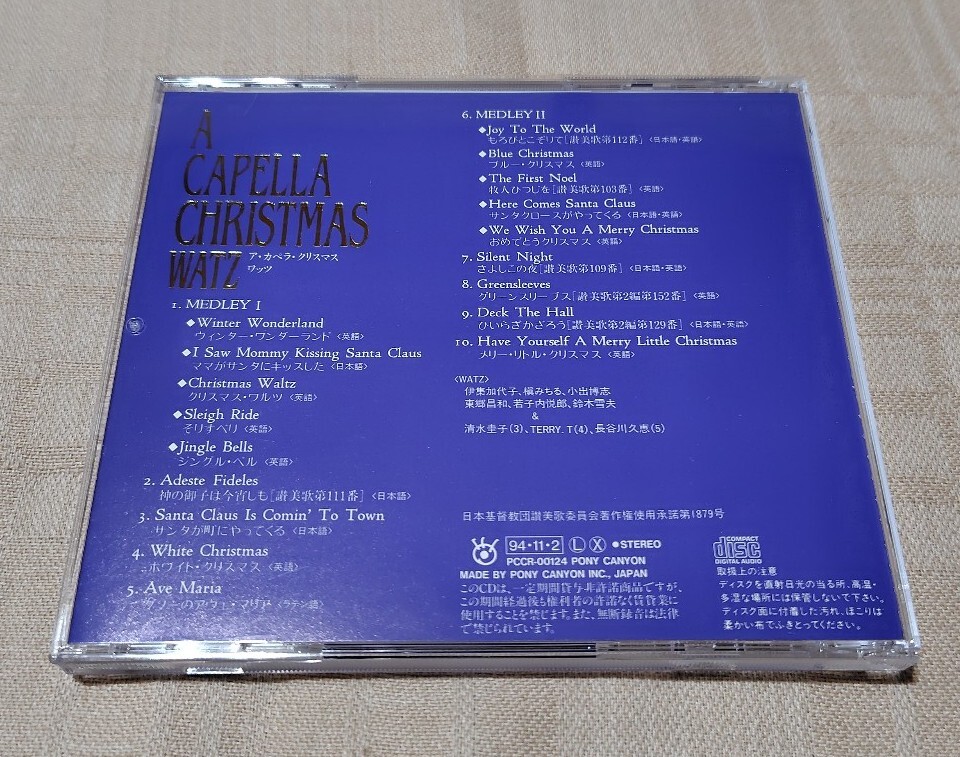 A
CAPELLA
CHRISTMAS
WATZ
ア・カペラ・クリスマス
ワッツ
1. MEDLEY I
◆Winter Wonderland
ウィンター・ワンダーランド〈英語〉
◆I Saw Mommy Kissing Santa Claus
ママがサンタにキッスした〈日本語〉
◆Christmas Waltz
クリスマス・ワルツ〈英語〉
◆Sleigh Ride
そりすべり〈英語〉
◆Jingle Bells
ジングル・ベル〈英語〉
2. Adeste Fideles
神の御子は今宵しも[讃美歌第111番]〈日本語〉
3. Santa Claus Is Comin' To Town
サンタが町にやってくる〈日本語〉
4. White Christmas
ホワイト・クリスマス〈英語〉
5. Ave Maria
グノーのアヴェ・マリア〈ラテン語〉
6. MEDLEY II
◆Joy To The World
もろびとこぞりて[讃美歌第112番]〈日本語・英語〉
◆Blue Christmas
ブルー・クリスマス〈英語〉
◆The First Noel
牧人ひつじを[讃美歌第103番]〈英語〉
◆Here Comes Santa Claus
サンタクロースがやってくる〈日本語・英語〉
◆We Wish You A Merry Christmas
おめでとうクリスマス〈英語〉
7. Silent Night
きよしこの夜[讃美歌第109番]〈日本語・英語〉
8. Greensleeves
グリーンスリーブス[讃美歌第2編第152番]〈英語〉
9. Deck The Hall
ひいらぎかざろう[讃美歌第2編第129番]〈日本語・英語〉
10. Have Yourself A Merry Little Christmas
メリー・リトル・クリスマス〈英語〉
〈WATZ〉
伊集加代子、槇みちる、小出博志
東郷昌和、若子内悦郎、鈴木雪夫
&
清水圭子(3)、TERRY.T(4)、長谷川久恵(5)
日本基督教団讃美歌委員会著作権使用承諾第1879号
94・11・2 Ⓛ Ⓧ ●STEREO
PCCR-00124 PONY CANYON
MADE BY PONY CANYON INC., JAPAN
このCDは、一定期間貸与非許諾商品ですが、
この期間経過後も権利者の許諾なく賃貸業に
使用することを禁じます。また、無断録音は法律
で禁じられています。
COMPACT
disc
DIGITAL AUDIO
取扱上の注意
ディスクを直射日光の当る所、高温・
多湿な場所には保管しないで下さい。
ディスク面に付着した汚れ、ほこりは
柔かい布でふきとってください。